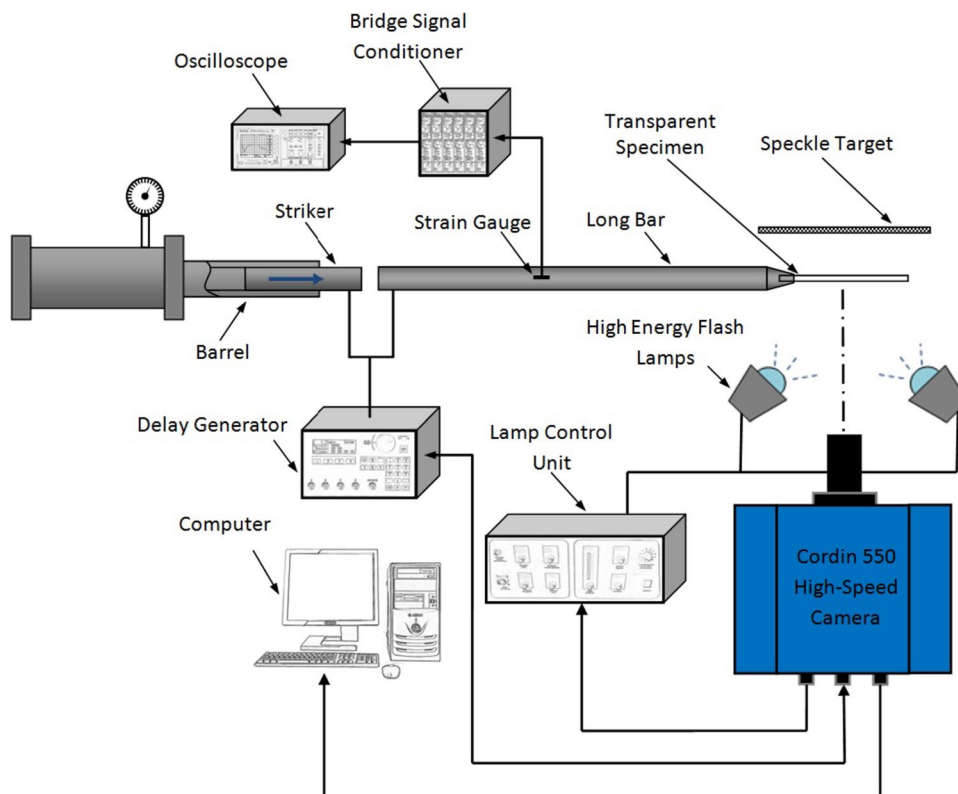 Bridge Signal
Conditioner
Oscilloscope
Transparent
Specimen
Speckle Target
Striker
Strain Gauge
Long Bar
Barrel
High Energy Flash
Lamps
Delay Generator
Lamp Control
Unit
Computer
Cordin 550
High-Speed
Camera